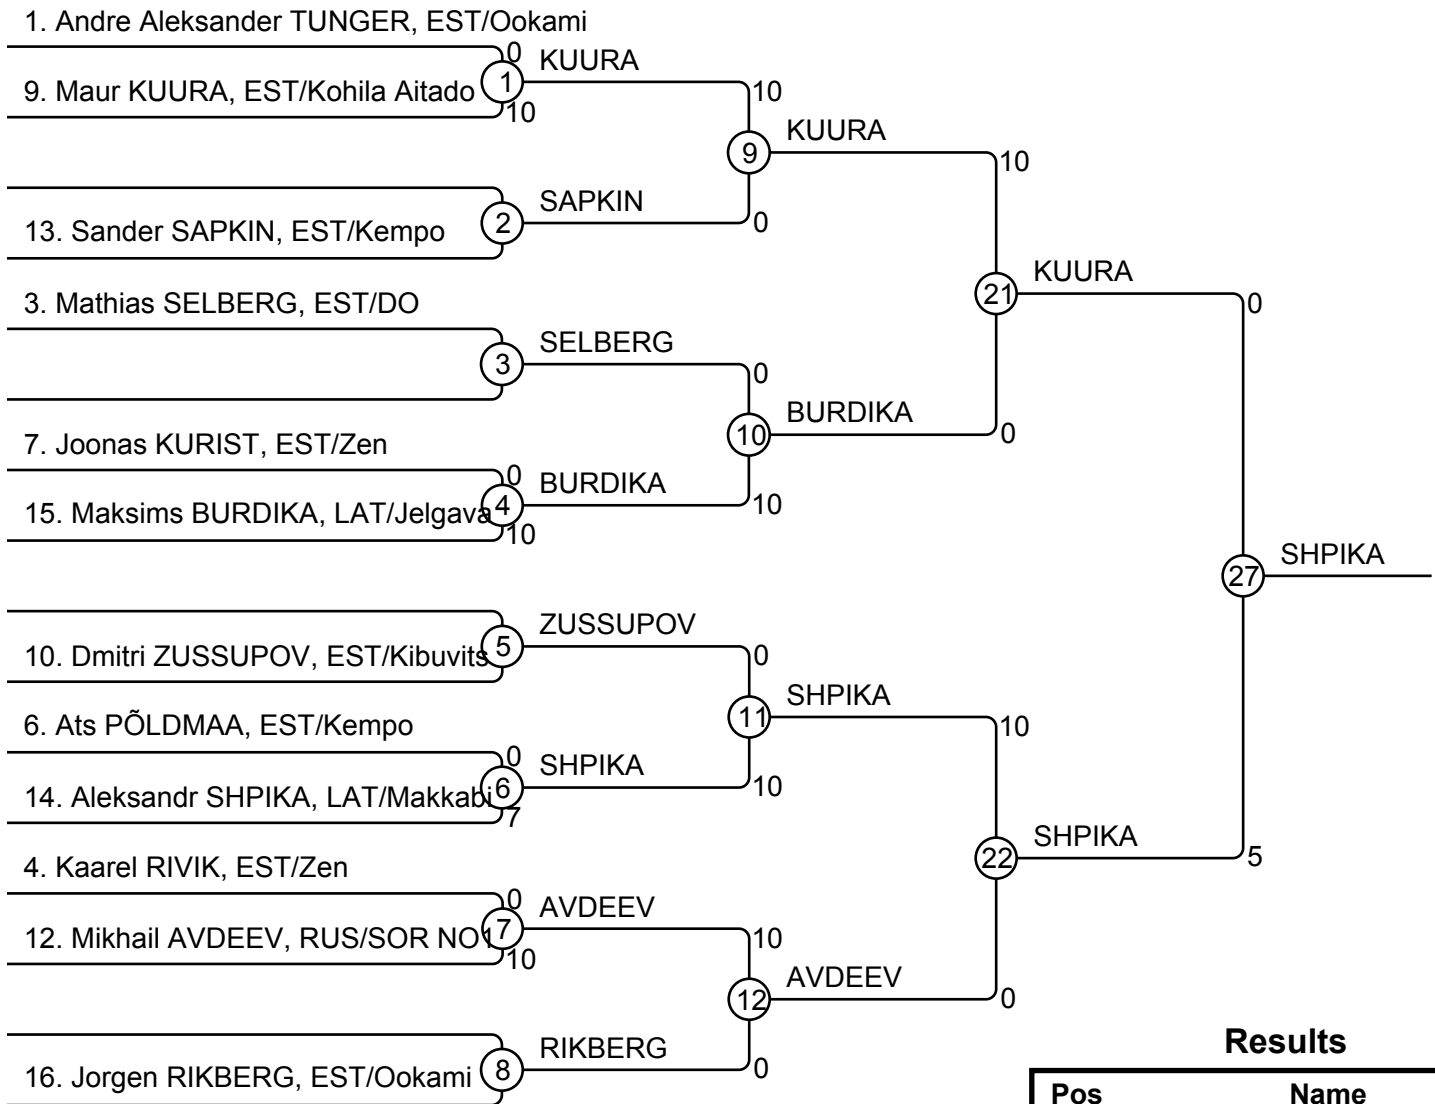 1. Andre Aleksander TUNGER, EST/Ookami
0
KUURA
1
9. Maur KUURA, EST/Kohila Aitado
10
10
KUURA
9
10
SAPKIN
2
0
13. Sander SAPKIN, EST/Kempo
KUURA
21
0
3. Mathias SELBERG, EST/DO
SELBERG
3
0
BURDIKA
10
0
7. Joonas KURIST, EST/Zen
0
BURDIKA
4
10
15. Maksims BURDIKA, LAT/Jelgava
10
SHPIKA
27
ZUSSUPOV
5
0
10. Dmitri ZUSSUPOV, EST/Kibuvits
SHPIKA
11
10
6. Ats PÕLDMAA, EST/Kempo
0
SHPIKA
6
10
14. Aleksandr SHPIKA, LAT/Makkabi
7
SHPIKA
22
5
4. Kaarel RIVIK, EST/Zen
0
AVDEEV
7
10
12. Mikhail AVDEEV, RUS/SOR NO1
10
AVDEEV
12
0
RIKBERG
8
0
16. Jorgen RIKBERG, EST/Ookami
Results
Pos Name